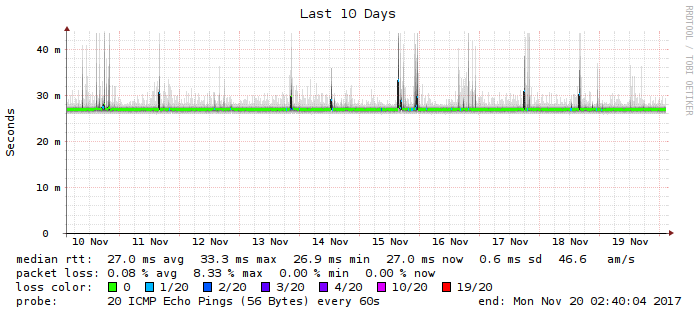 Last 10 Days
RRDTOOL / TOBI OETIKER
Seconds
40 m
30 m
20 m
10 m
0
10 Nov 11 Nov 12 Nov 13 Nov 14 Nov 15 Nov 16 Nov 17 Nov 18 Nov 19 Nov
median rtt: 27.0 ms avg 33.3 ms max 26.9 ms min 27.0 ms now 0.6 ms sd 46.6 am/s
packet loss: 0.08 % avg 8.33 % max 0.00 % min 0.00 % now
loss color: 0 1/20 2/20 3/20 4/20 10/20 19/20
probe: 20 ICMP Echo Pings (56 Bytes) every 60s end: Mon Nov 20 02:40:04 2017